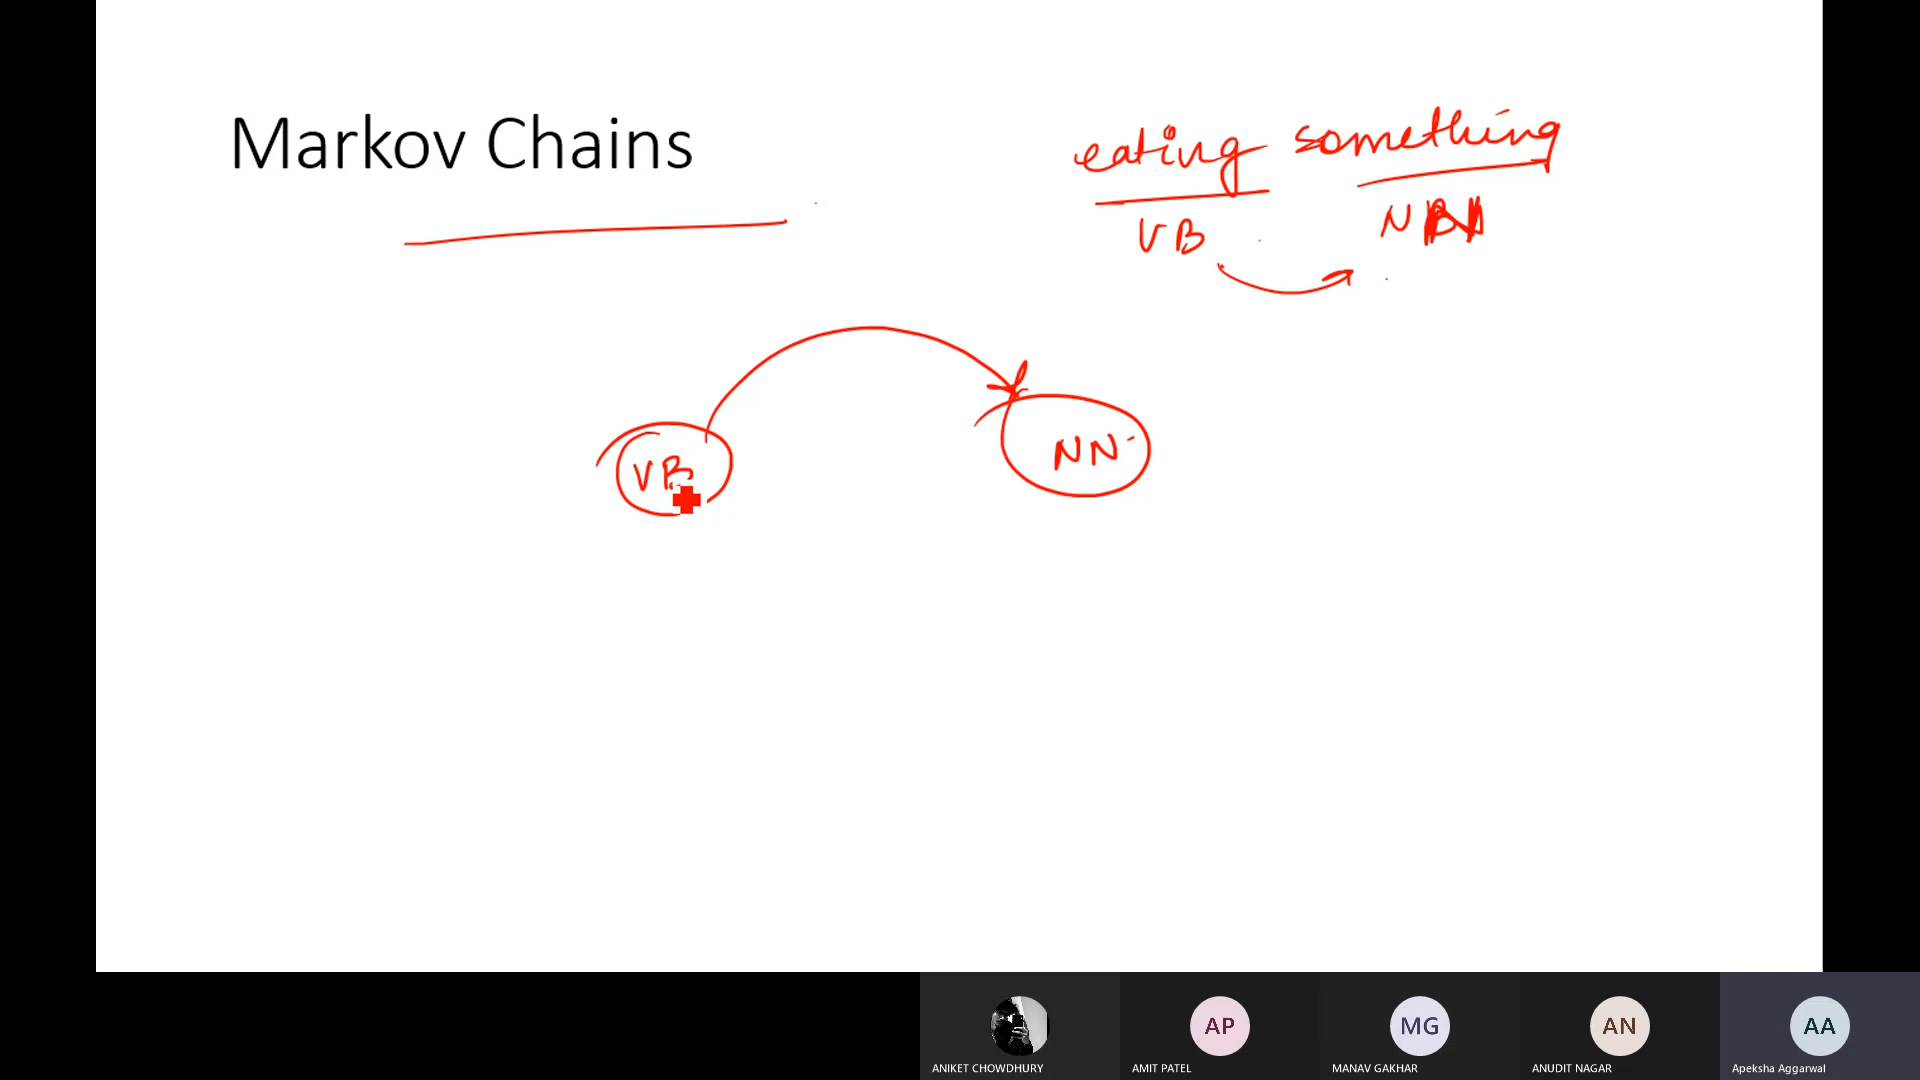 Markov Chains
eating something
VB N
VB NN
AP MG AN AA
ANIKET CHOWDHURY AMIT PATEL MANAV GAKHAR ANUDIT NAGAR Apeksha Aggarwal